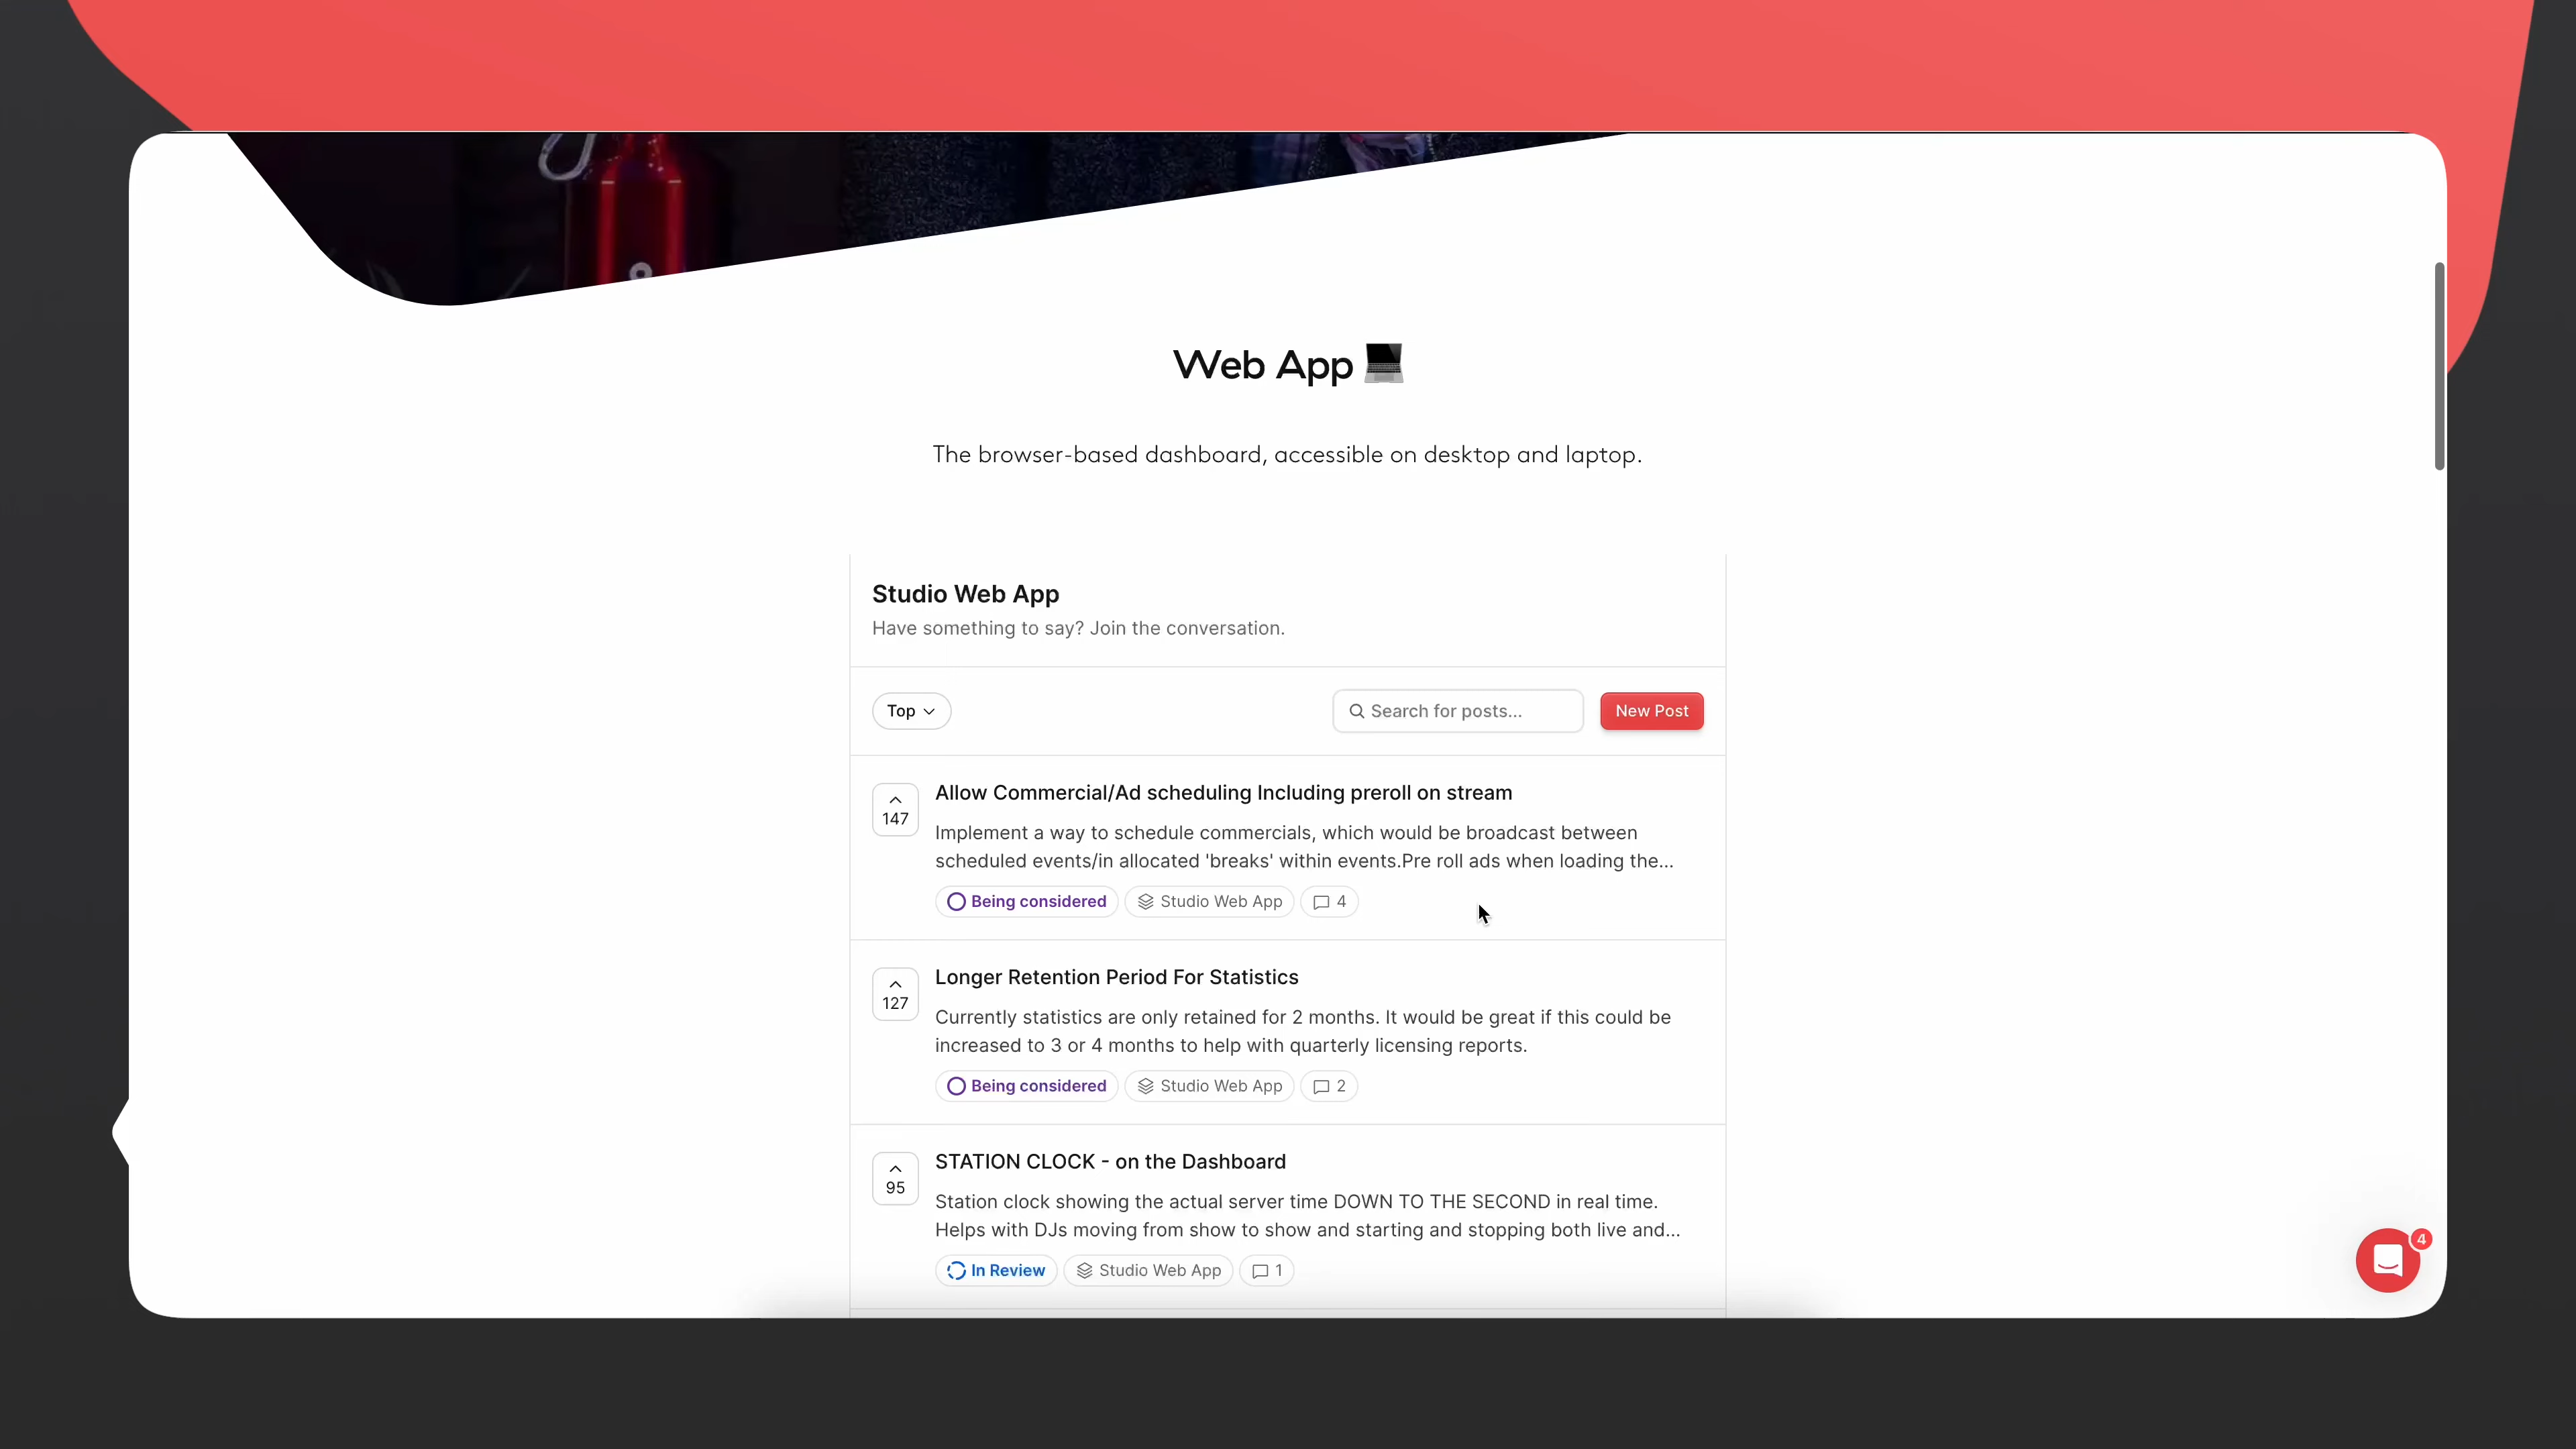 Web App
The browser-based dashboard, accessible on desktop and laptop.
Studio Web App
Have something to say? Join the conversation.
Top
Search for posts...
New Post
147
Allow Commercial/Ad scheduling Including preroll on stream
Implement a way to schedule commercials, which would be broadcast between
scheduled events/in allocated 'breaks' within events.Pre roll ads when loading the...
Being considered
Studio Web App
4
127
Longer Retention Period For Statistics
Currently statistics are only retained for 2 months. It would be great if this could be
increased to 3 or 4 months to help with quarterly licensing reports.
Being considered
Studio Web App
2
95
STATION CLOCK - on the Dashboard
Station clock showing the actual server time DOWN TO THE SECOND in real time.
Helps with DJs moving from show to show and starting and stopping both live and...
In Review
Studio Web App
1
4